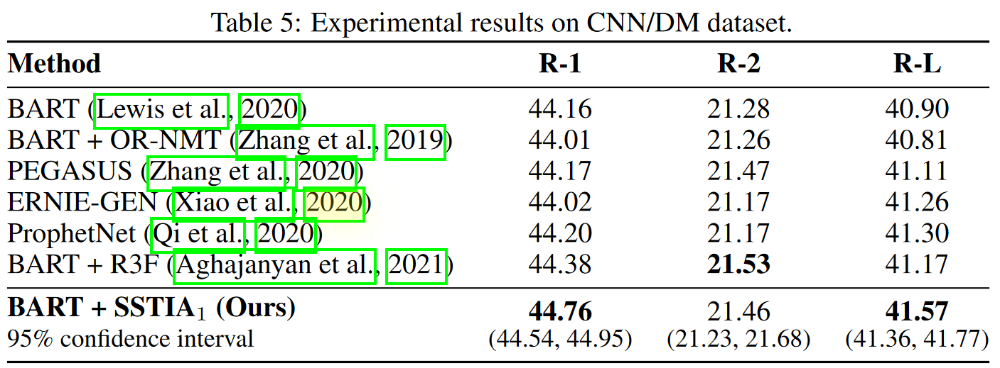 Table 5: Experimental results on CNN/DM dataset.
Method R-1 R-2 R-L
BART (Lewis et al., 2020) 44.16 21.28 40.90
BART + OR-NMT (Zhang et al., 2019) 44.01 21.26 40.81
PEGASUS (Zhang et al., 2020) 44.17 21.47 41.11
ERNIE-GEN (Xiao et al., 2020) 44.02 21.17 41.26
ProphetNet (Qi et al., 2020) 44.20 21.17 41.30
BART + R3F (Aghajanyan et al., 2021) 44.38 21.53 41.17
BART + SSTIA₁ (Ours) 44.76 21.46 41.57
95% confidence interval (44.54, 44.95) (21.23, 21.68) (41.36, 41.77)